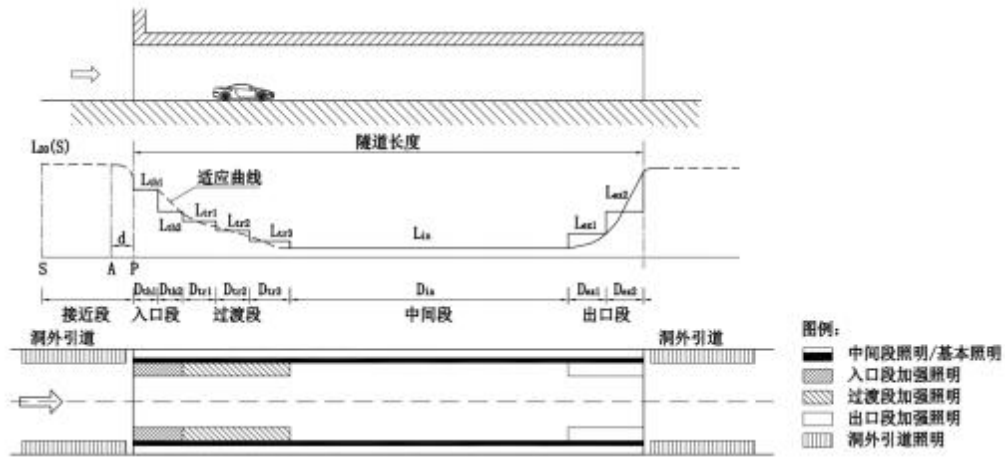 隧道长度
L20(S)
适应曲线
Lth1
Lth2
Ltr1
Ltr2
Ltr3
Lin
Lex1
Lex2
d
S A P
Dth1 Dth2 Dtr1 Dtr2 Dtr3 Din Dex1 Dex2
接近段 入口段 过渡段 中间段 出口段
洞外引道 洞外引道
图例：
中间段照明/基本照明
入口段加强照明
过渡段加强照明
出口段加强照明
洞外引道照明